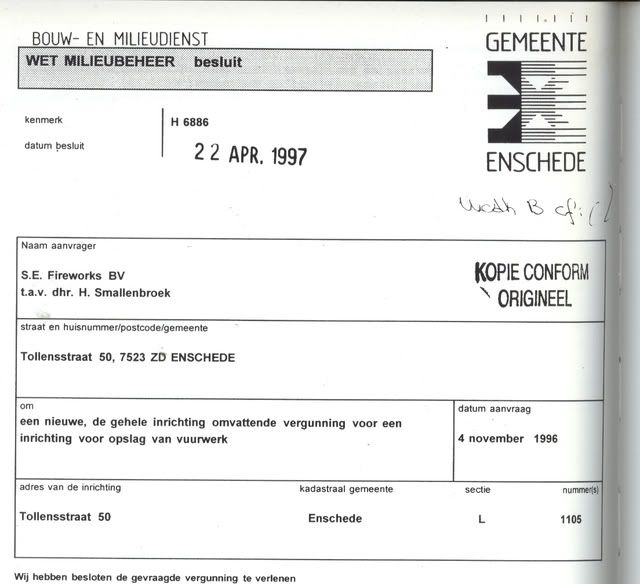 BOUW- EN MILIEUDIENST
WET MILIEUBEHEER besluit
GEMEENTE
ENSCHEDE
kenmerk H 6886
datum besluit 22 APR. 1997
B
Naam aanvrager
S.E. Fireworks BV
t.a.v. dhr. H. Smallenbroek
KOPIE CONFORM
ORIGINEEL
straat en huisnummer/postcode/gemeente
Tollensstraat 50, 7523 ZD ENSCHEDE
om
een nieuwe, de gehele inrichting omvattende vergunning voor een
inrichting voor opslag van vuurwerk
datum aanvraag
4 november 1996
adres van de inrichting kadastraal gemeente sectie nummer(s)
Tollensstraat 50 Enschede L 1105
Wij hebben besloten de gevraagde vergunning te verlenen